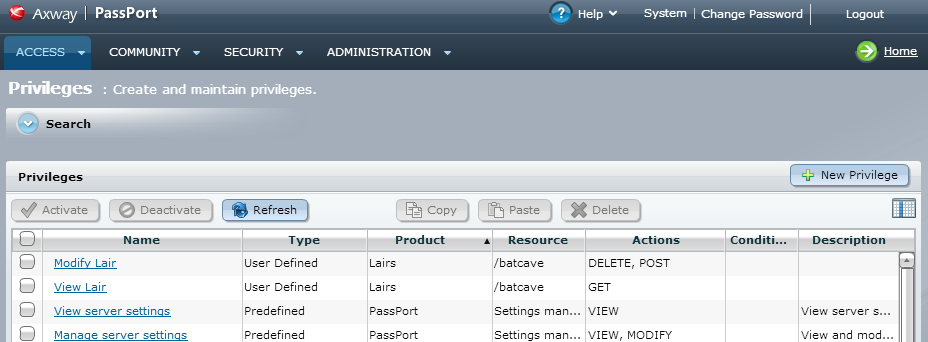 Axway | PassPort
Help
System | Change Password
Logout
ACCESS
COMMUNITY
SECURITY
ADMINISTRATION
Home
Privileges : Create and maintain privileges.
Search
Privileges
New Privilege
Activate
Deactivate
Refresh
Copy
Paste
Delete
Name Type Product Resource Actions Conditi... Description
Modify Lair User Defined Lairs /batcave DELETE, POST
View Lair User Defined Lairs /batcave GET
View server settings Predefined PassPort Settings man... VIEW View server s...
Manage server settings Predefined PassPort Settings man... VIEW, MODIFY View and mod...